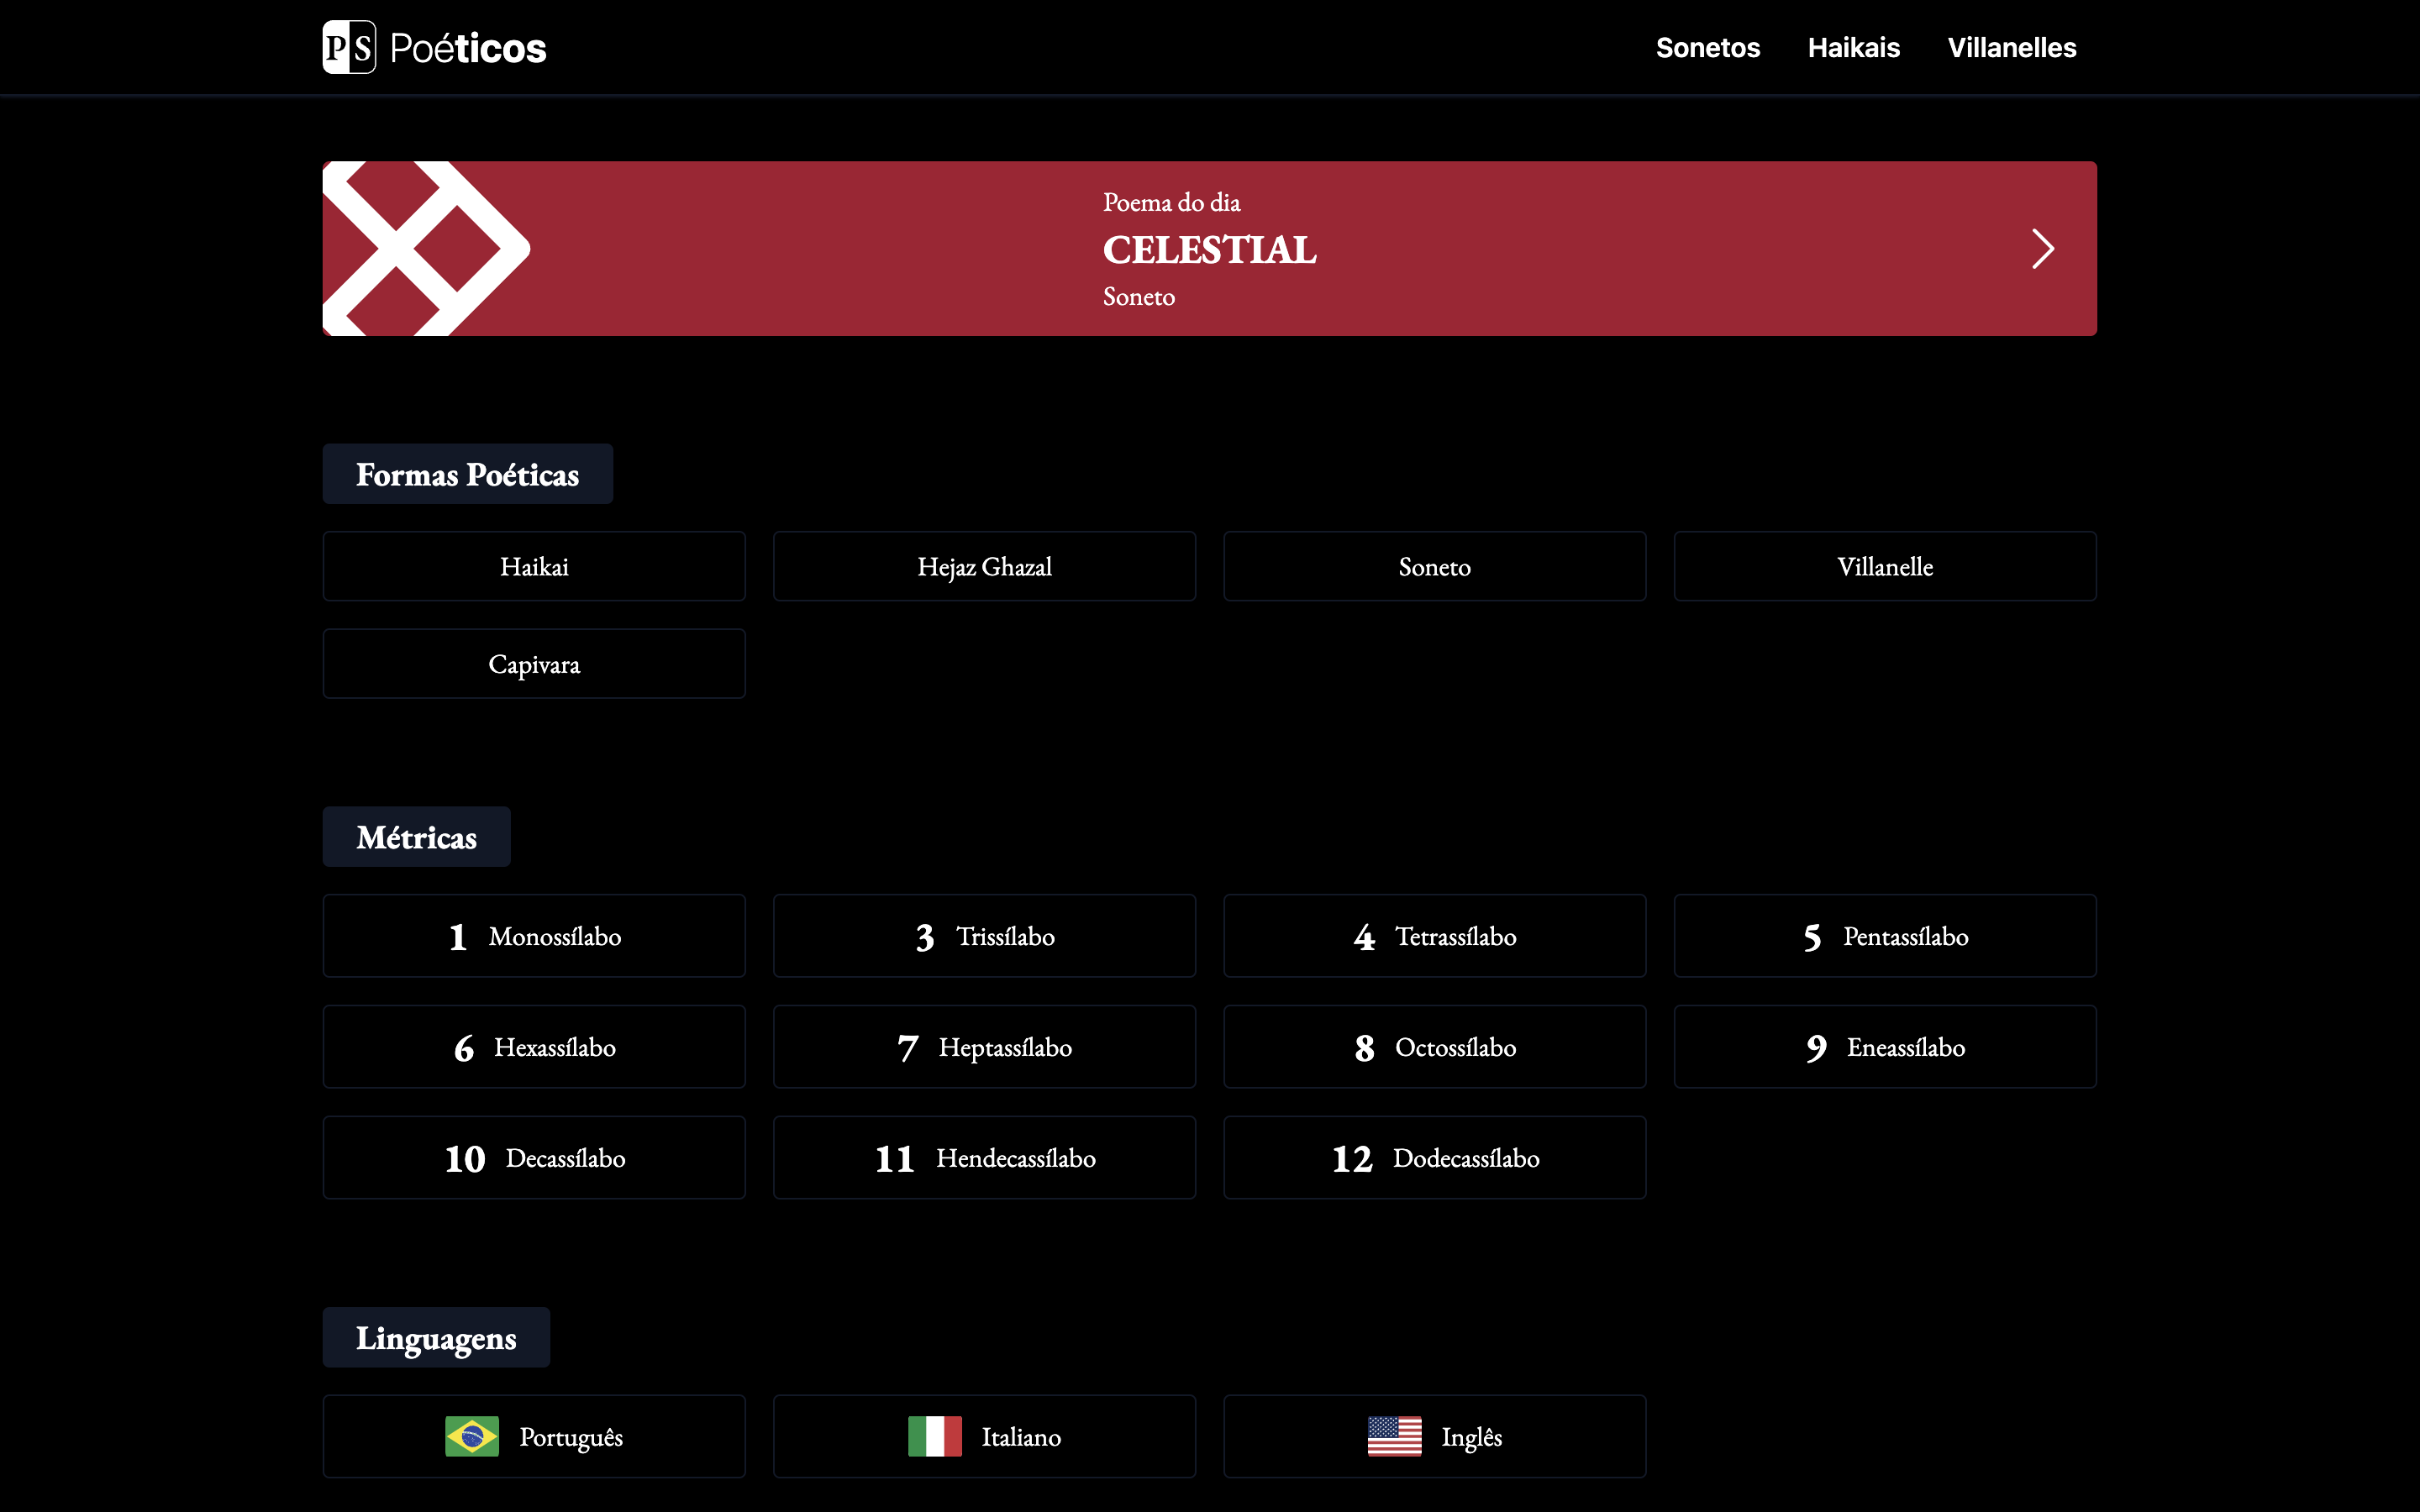 PS Poéticos
Sonetos Haikais Villanelles
Poema do dia
CELESTIAL
Soneto
Formas Poéticas
Haikai
Hejaz Ghazal
Soneto
Villanelle
Capivara
Métricas
1 Monossílabo
3 Trissílabo
4 Tetrassílabo
5 Pentassílabo
6 Hexassílabo
7 Heptassílabo
8 Octossílabo
9 Eneassílabo
10 Decassílabo
11 Hendecassílabo
12 Dodecassílabo
Linguagens
Português
Italiano
Inglês